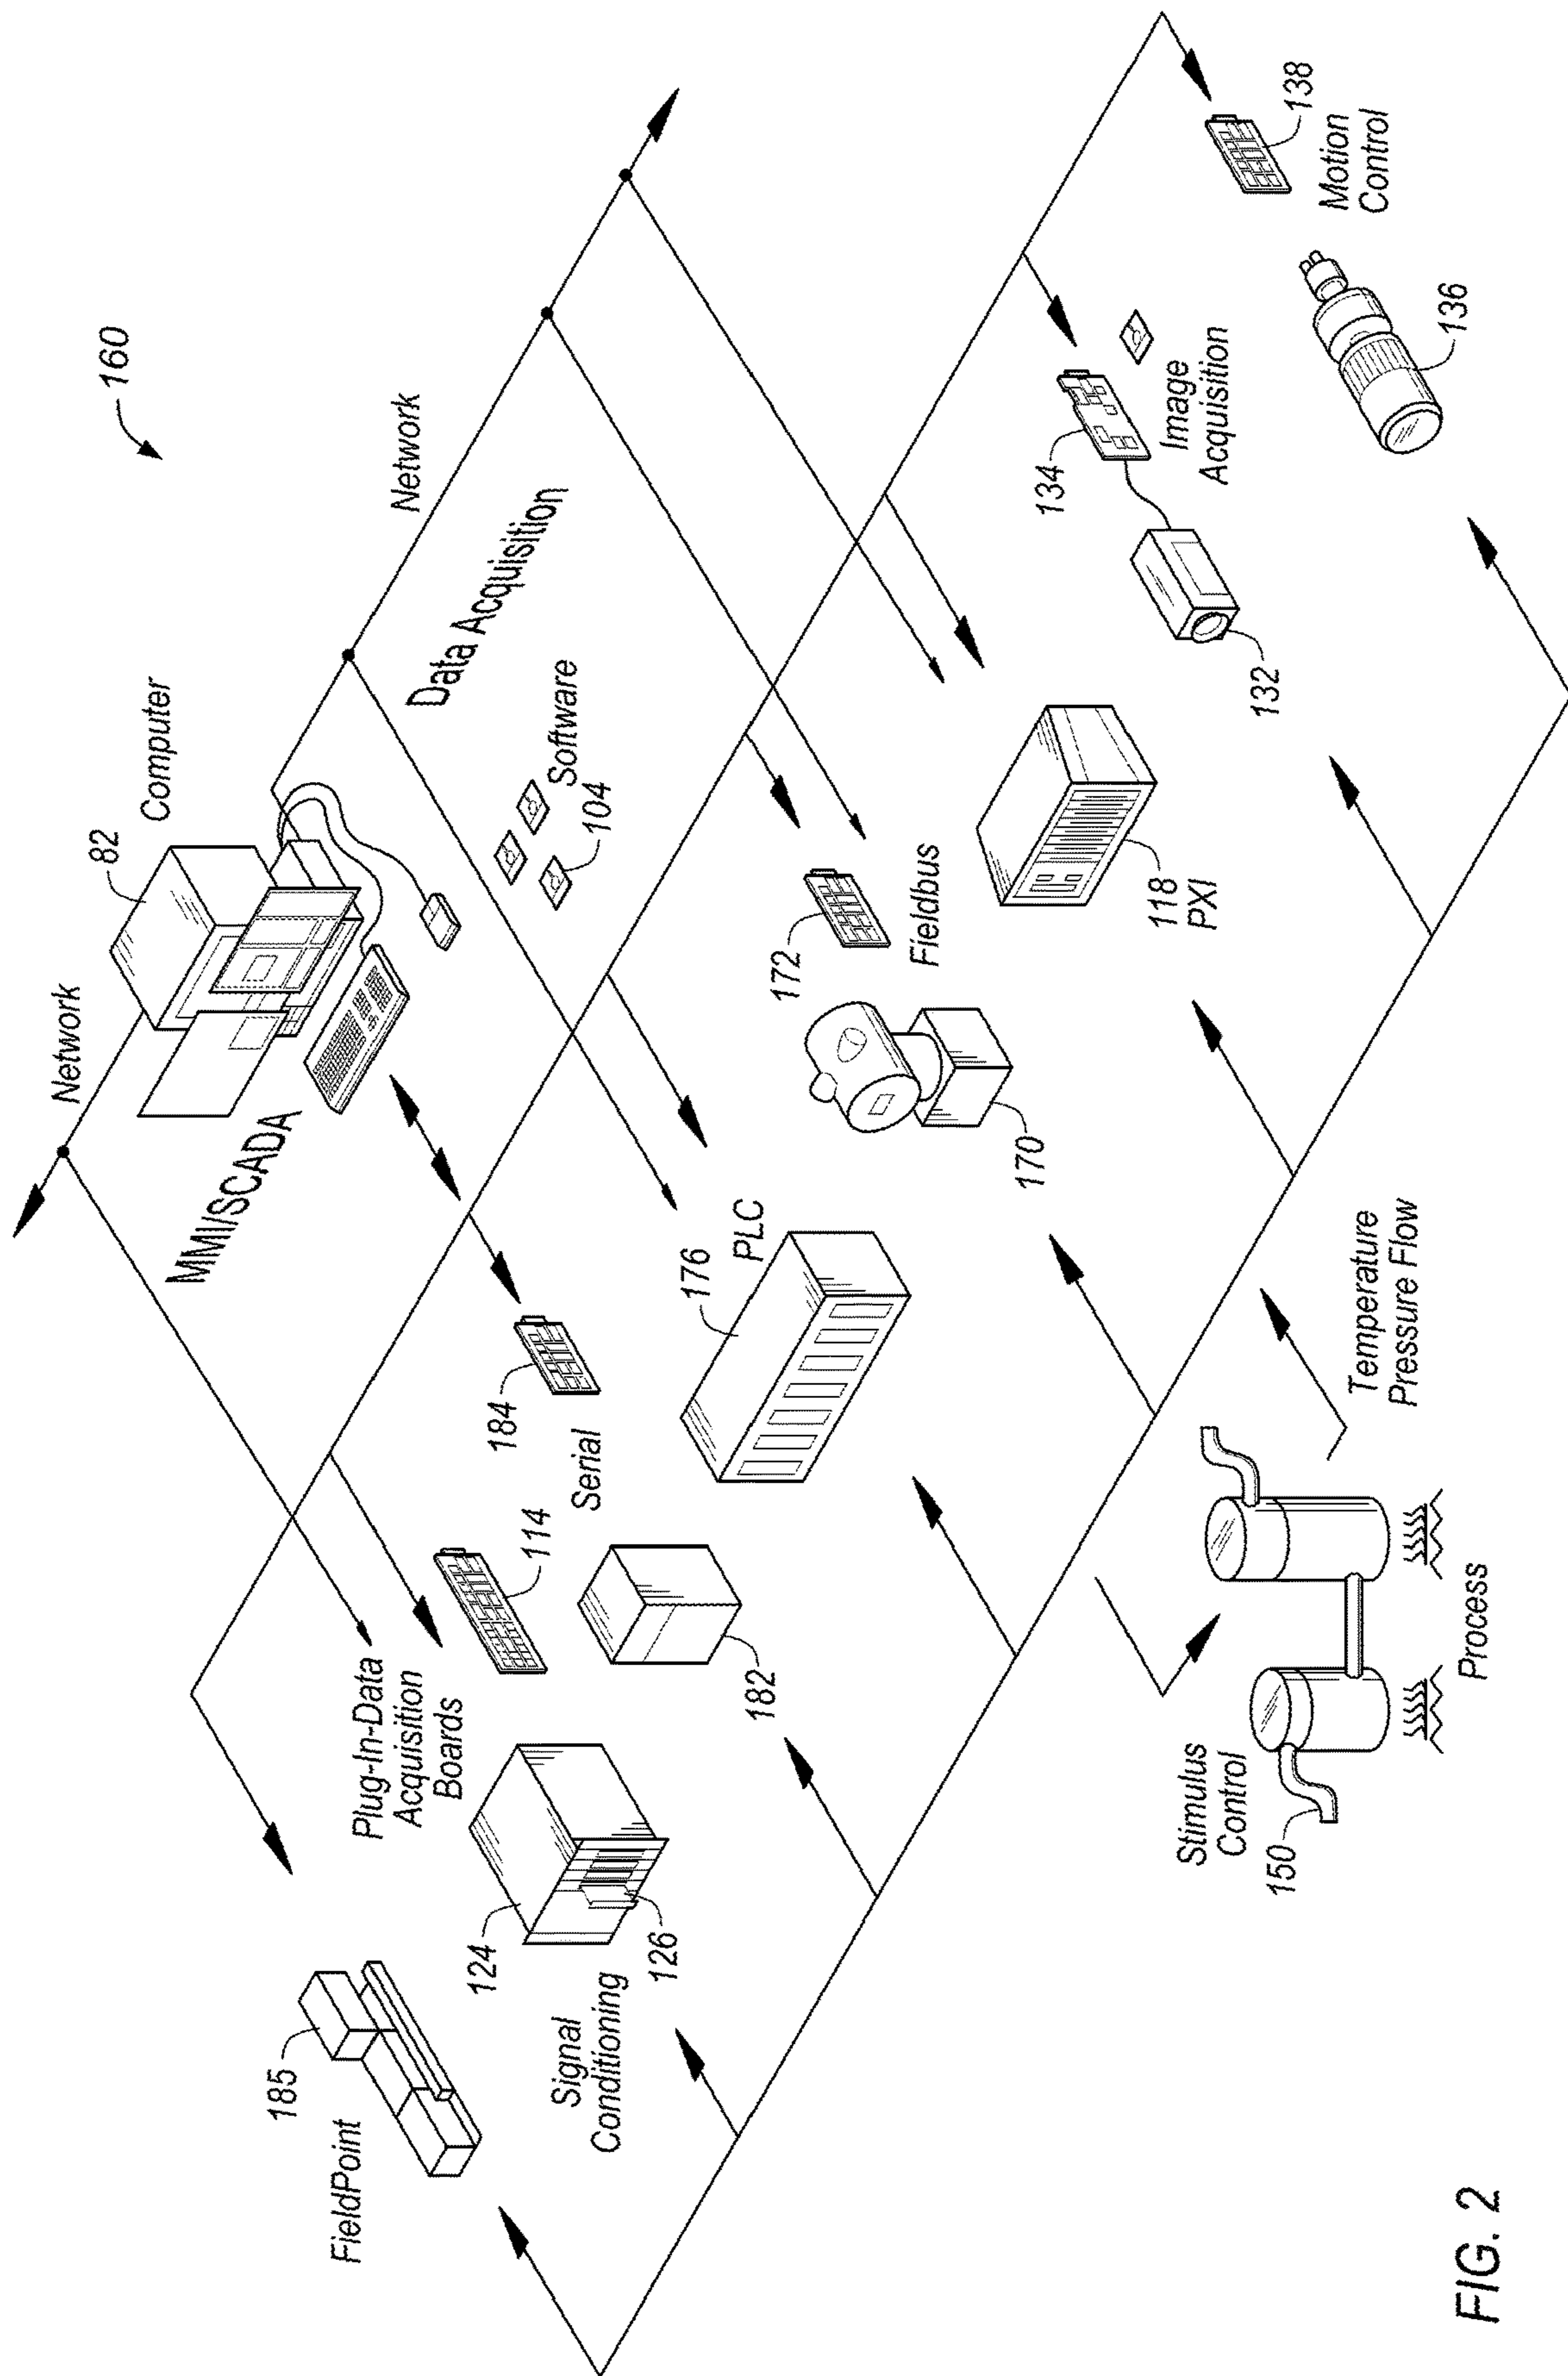 160
Network
82
Computer
MMI/SCADA
Network
Data Acquisition
Software
104
185
FieldPoint
Plug-In-Data
Acquisition
Boards
114
184
Serial
124
126
Signal
Conditioning
182
176
PLC
172
Fieldbus
170
118
PXI
134
Image
Acquisition
132
138
Motion
Control
136
Stimulus
Control
150
Process
Temperature
Pressure Flow
FIG. 2